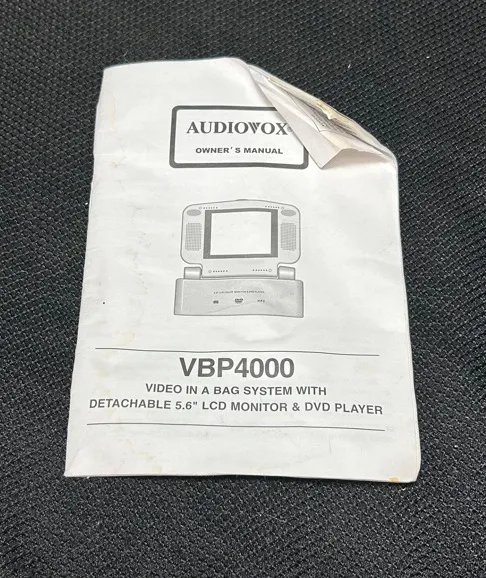 AUDIOVOX
OWNER'S MANUAL
VBP4000
VIDEO IN A BAG SYSTEM WITH
DETACHABLE 5.6" LCD MONITOR & DVD PLAYER